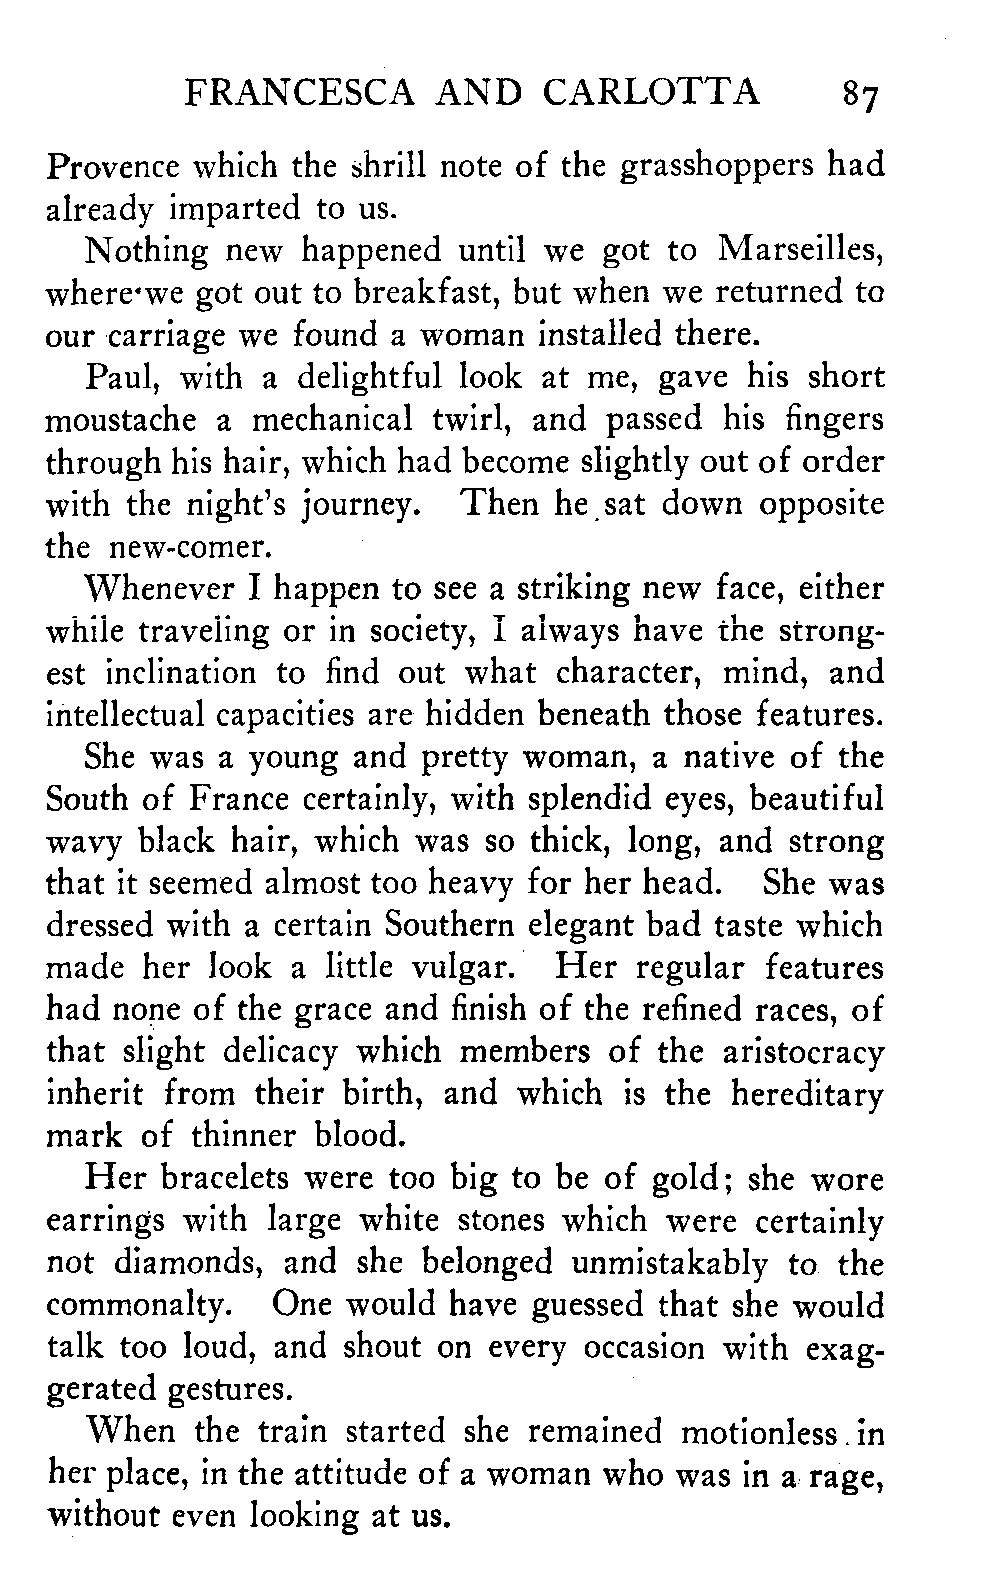 FRANCESCA AND CARLOTTA 87
Provence which the shrill note of the grasshoppers had
already imparted to us.
Nothing new happened until we got to Marseilles,
where we got out to breakfast, but when we returned to
our carriage we found a woman installed there.
Paul, with a delightful look at me, gave his short
moustache a mechanical twirl, and passed his fingers
through his hair, which had become slightly out of order
with the night's journey. Then he sat down opposite
the new-comer.
Whenever I happen to see a striking new face, either
while traveling or in society, I always have the strong-
est inclination to find out what character, mind, and
intellectual capacities are hidden beneath those features.
She was a young and pretty woman, a native of the
South of France certainly, with splendid eyes, beautiful
wavy black hair, which was so thick, long, and strong
that it seemed almost too heavy for her head. She was
dressed with a certain Southern elegant bad taste which
made her look a little vulgar. Her regular features
had none of the grace and finish of the refined races, of
that slight delicacy which members of the aristocracy
inherit from their birth, and which is the hereditary
mark of thinner blood.
Her bracelets were too big to be of gold; she wore
earrings with large white stones which were certainly
not diamonds, and she belonged unmistakably to the
commonalty. One would have guessed that she would
talk too loud, and shout on every occasion with exag-
gerated gestures.
When the train started she remained motionless in
her place, in the attitude of a woman who was in a rage,
without even looking at us.